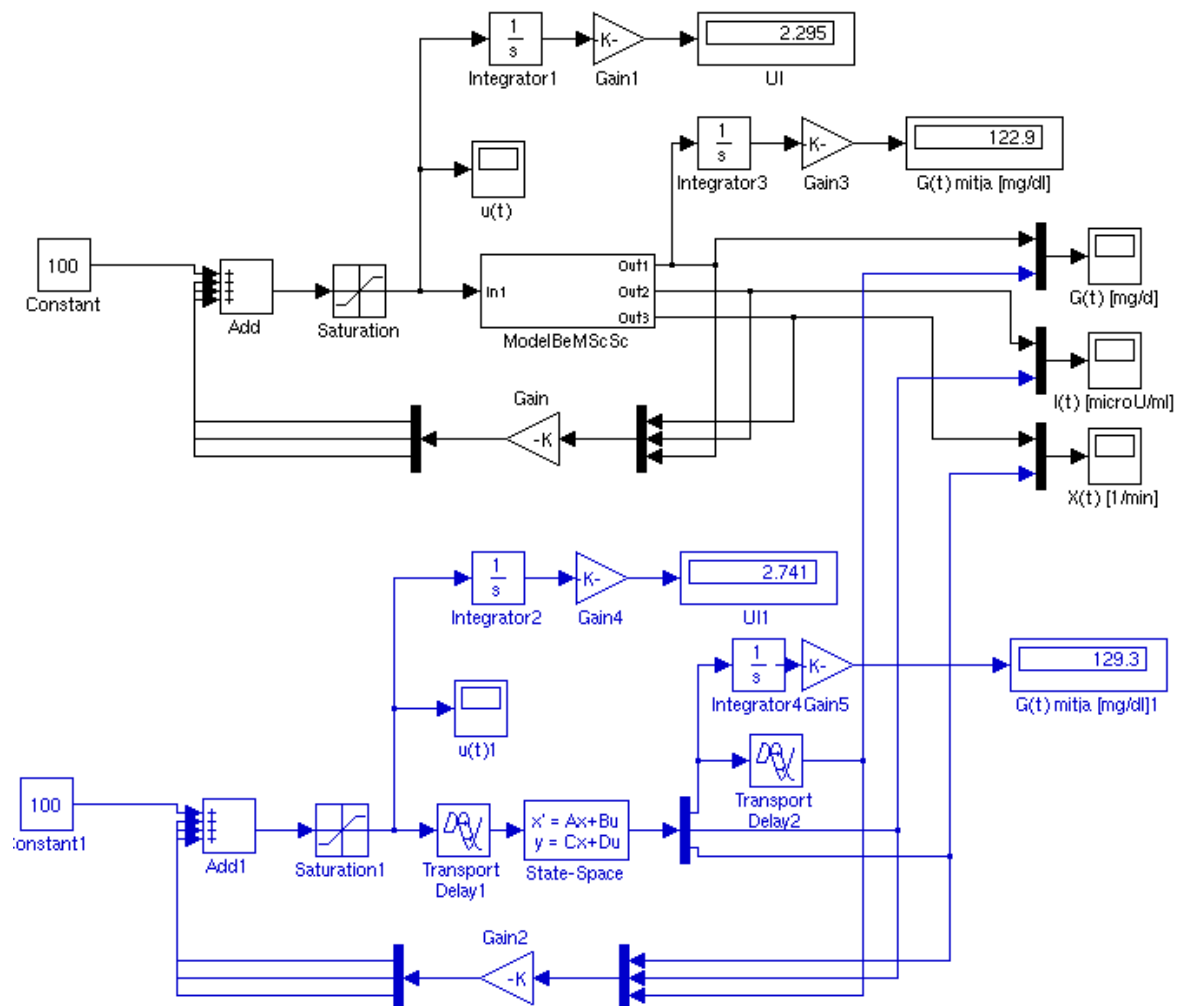 2.295
1
s
-K-
Integrator1
Gain1
UI
1
s
-K-
122.9
Integrator3
Gain3
G(t) mitja [mg/dl]
u(t)
100
Constant
+
+
+
+
Add
Saturation
In1
Out1
Out2
Out3
ModelBeMScSc
G(t) [mg/d]
I(t) [microU/ml]
X(t) [1/min]
Gain
-K
1
s
-K-
2.741
Integrator2
Gain4
UI1
1
s
-K-
129.3
Integrator4
Gain5
G(t) mitja [mg/dl]1
u(t)1
100
onstant1
+
+
+
+
Add1
Saturation1
Transport
Delay1
x' = Ax+Bu
y = Cx+Du
State-Space
Transport
Delay2
Gain2
-K